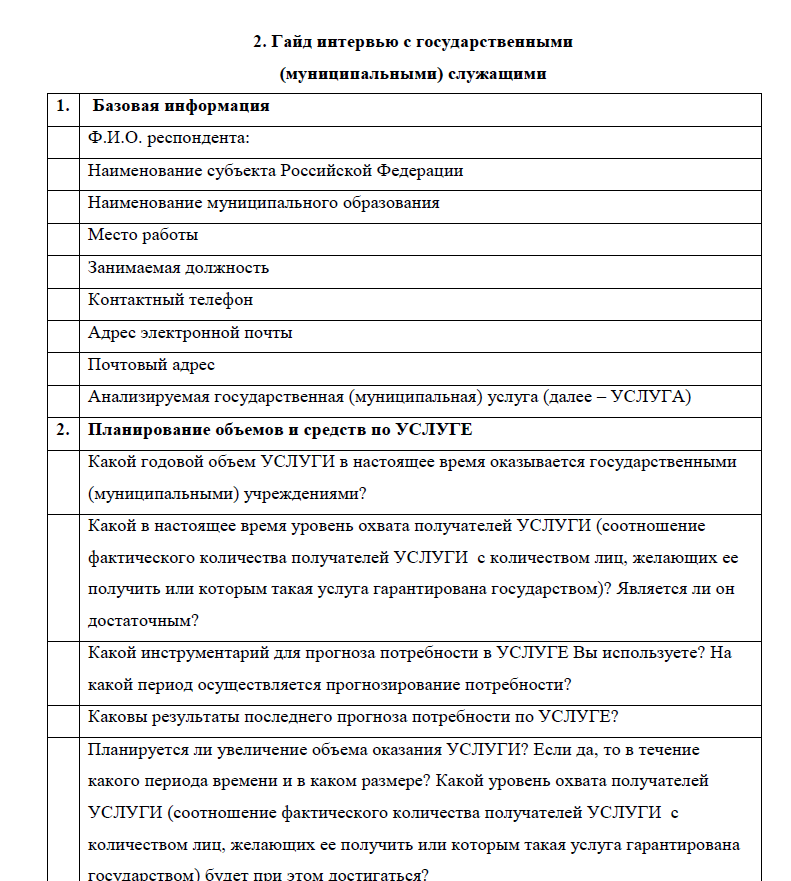 2. Гайд интервью с государственными
(муниципальными) служащими
1. Базовая информация
Ф.И.О. респондента:
Наименование субъекта Российской Федерации
Наименование муниципального образования
Место работы
Занимаемая должность
Контактный телефон
Адрес электронной почты
Почтовый адрес
Анализируемая государственная (муниципальная) услуга (далее – УСЛУГА)
2. Планирование объемов и средств по УСЛУГЕ
Какой годовой объем УСЛУГИ в настоящее время оказывается государственными
(муниципальными) учреждениями?
Какой в настоящее время уровень охвата получателей УСЛУГИ (соотношение
фактического количества получателей УСЛУГИ  с количеством лиц, желающих ее
получить или которым такая услуга гарантирована государством)? Является ли он
достаточным?
Какой инструментарий для прогноза потребности в УСЛУГЕ Вы используете? На
какой период осуществляется прогнозирование потребности?
Каковы результаты последнего прогноза потребности по УСЛУГЕ?
Планируется ли увеличение объема оказания УСЛУГИ? Если да, то в течение
какого периода времени и в каком размере? Какой уровень охвата получателей
УСЛУГИ (соотношение фактического количества получателей УСЛУГИ  с
количеством лиц, желающих ее получить или которым такая услуга гарантирована
государством) будет при этом достигаться?